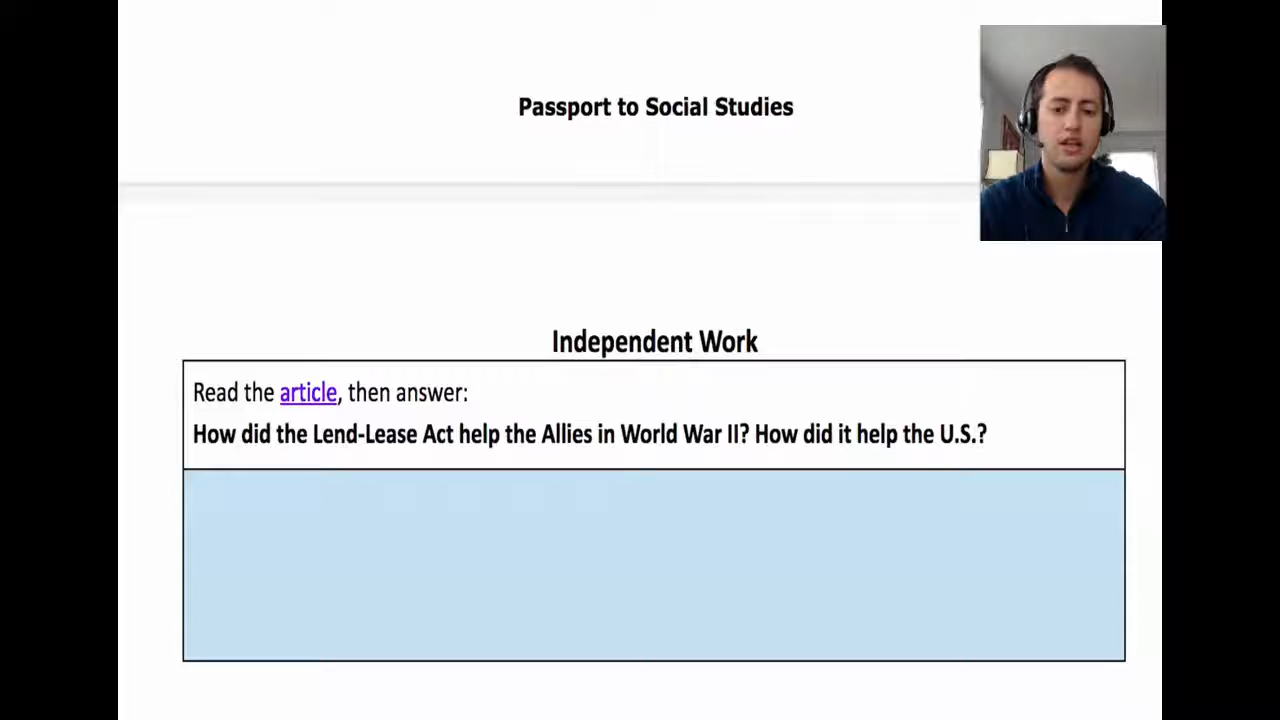 Passport to Social Studies
Independent Work
Read the article, then answer:
How did the Lend-Lease Act help the Allies in World War II? How did it help the U.S.?